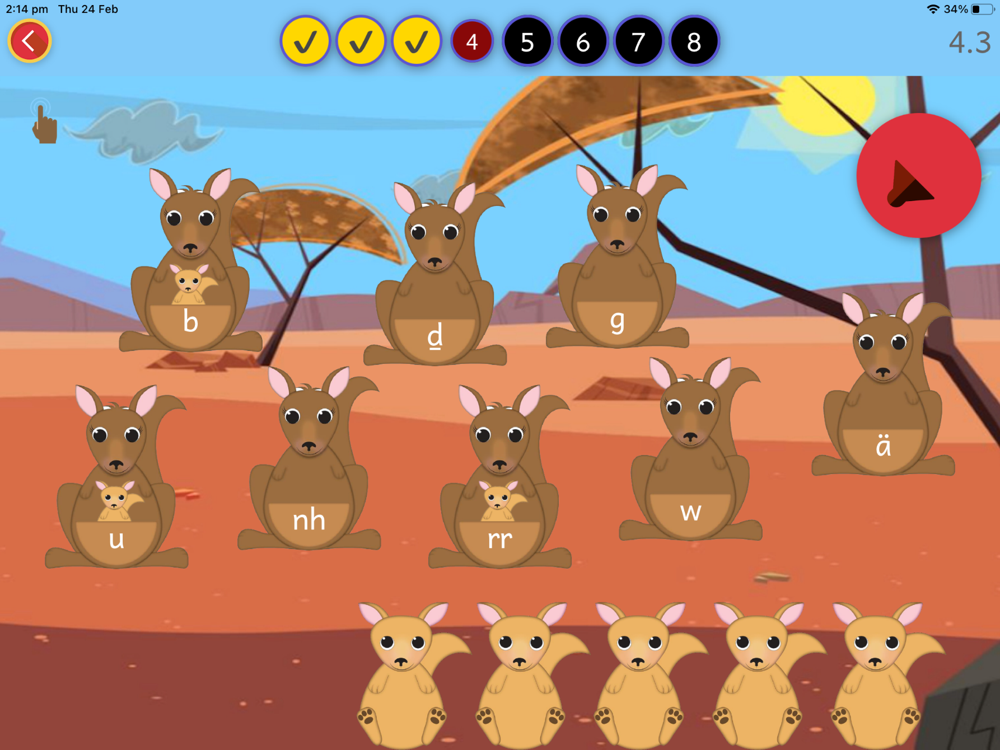 2:14 pm Thu 24 Feb
34%
4 5 6 7 8
4.3
b
d̲
g
ä
u
nh
rr
w